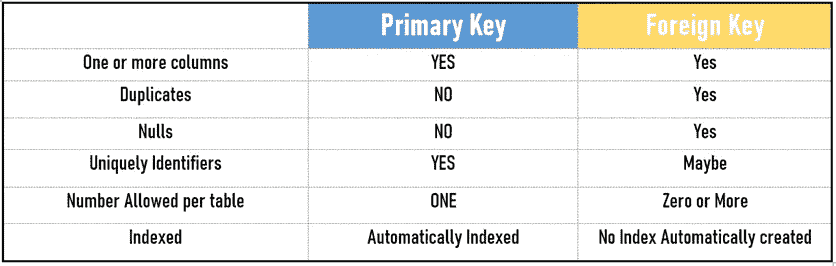 Primary Key Foreign Key
One or more columns YES Yes
Duplicates NO Yes
Nulls NO Yes
Uniquely Identifiers YES Maybe
Number Allowed per table ONE Zero or More
Indexed Automatically Indexed No Index Automatically created